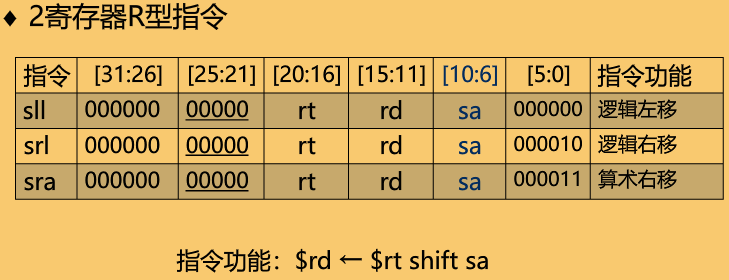 ♦ 2寄存器R型指令
指令 [31:26] [25:21] [20:16] [15:11] [10:6] [5:0] 指令功能
sll 000000 00000 rt rd sa 000000 逻辑左移
srl 000000 00000 rt rd sa 000010 逻辑右移
sra 000000 00000 rt rd sa 000011 算术右移
指令功能：$rd ← $rt shift sa